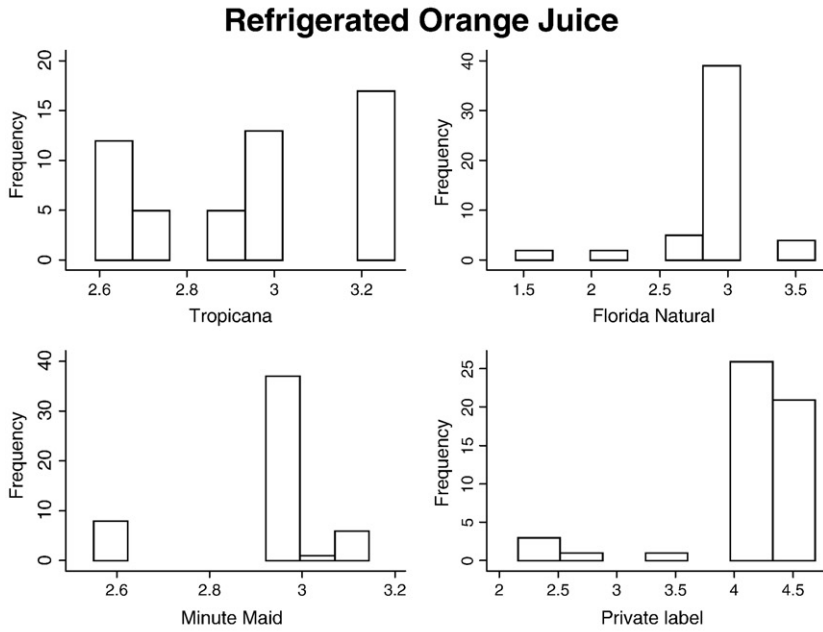 Refrigerated Orange Juice
Frequency
20
15
10
5
0
2.6 2.8 3 3.2
Tropicana
Frequency
40
30
20
10
0
1.5 2 2.5 3 3.5
Florida Natural
Frequency
40
30
20
10
0
2.6 2.8 3 3.2
Minute Maid
Frequency
25
20
15
10
5
0
2 2.5 3 3.5 4 4.5
Private label